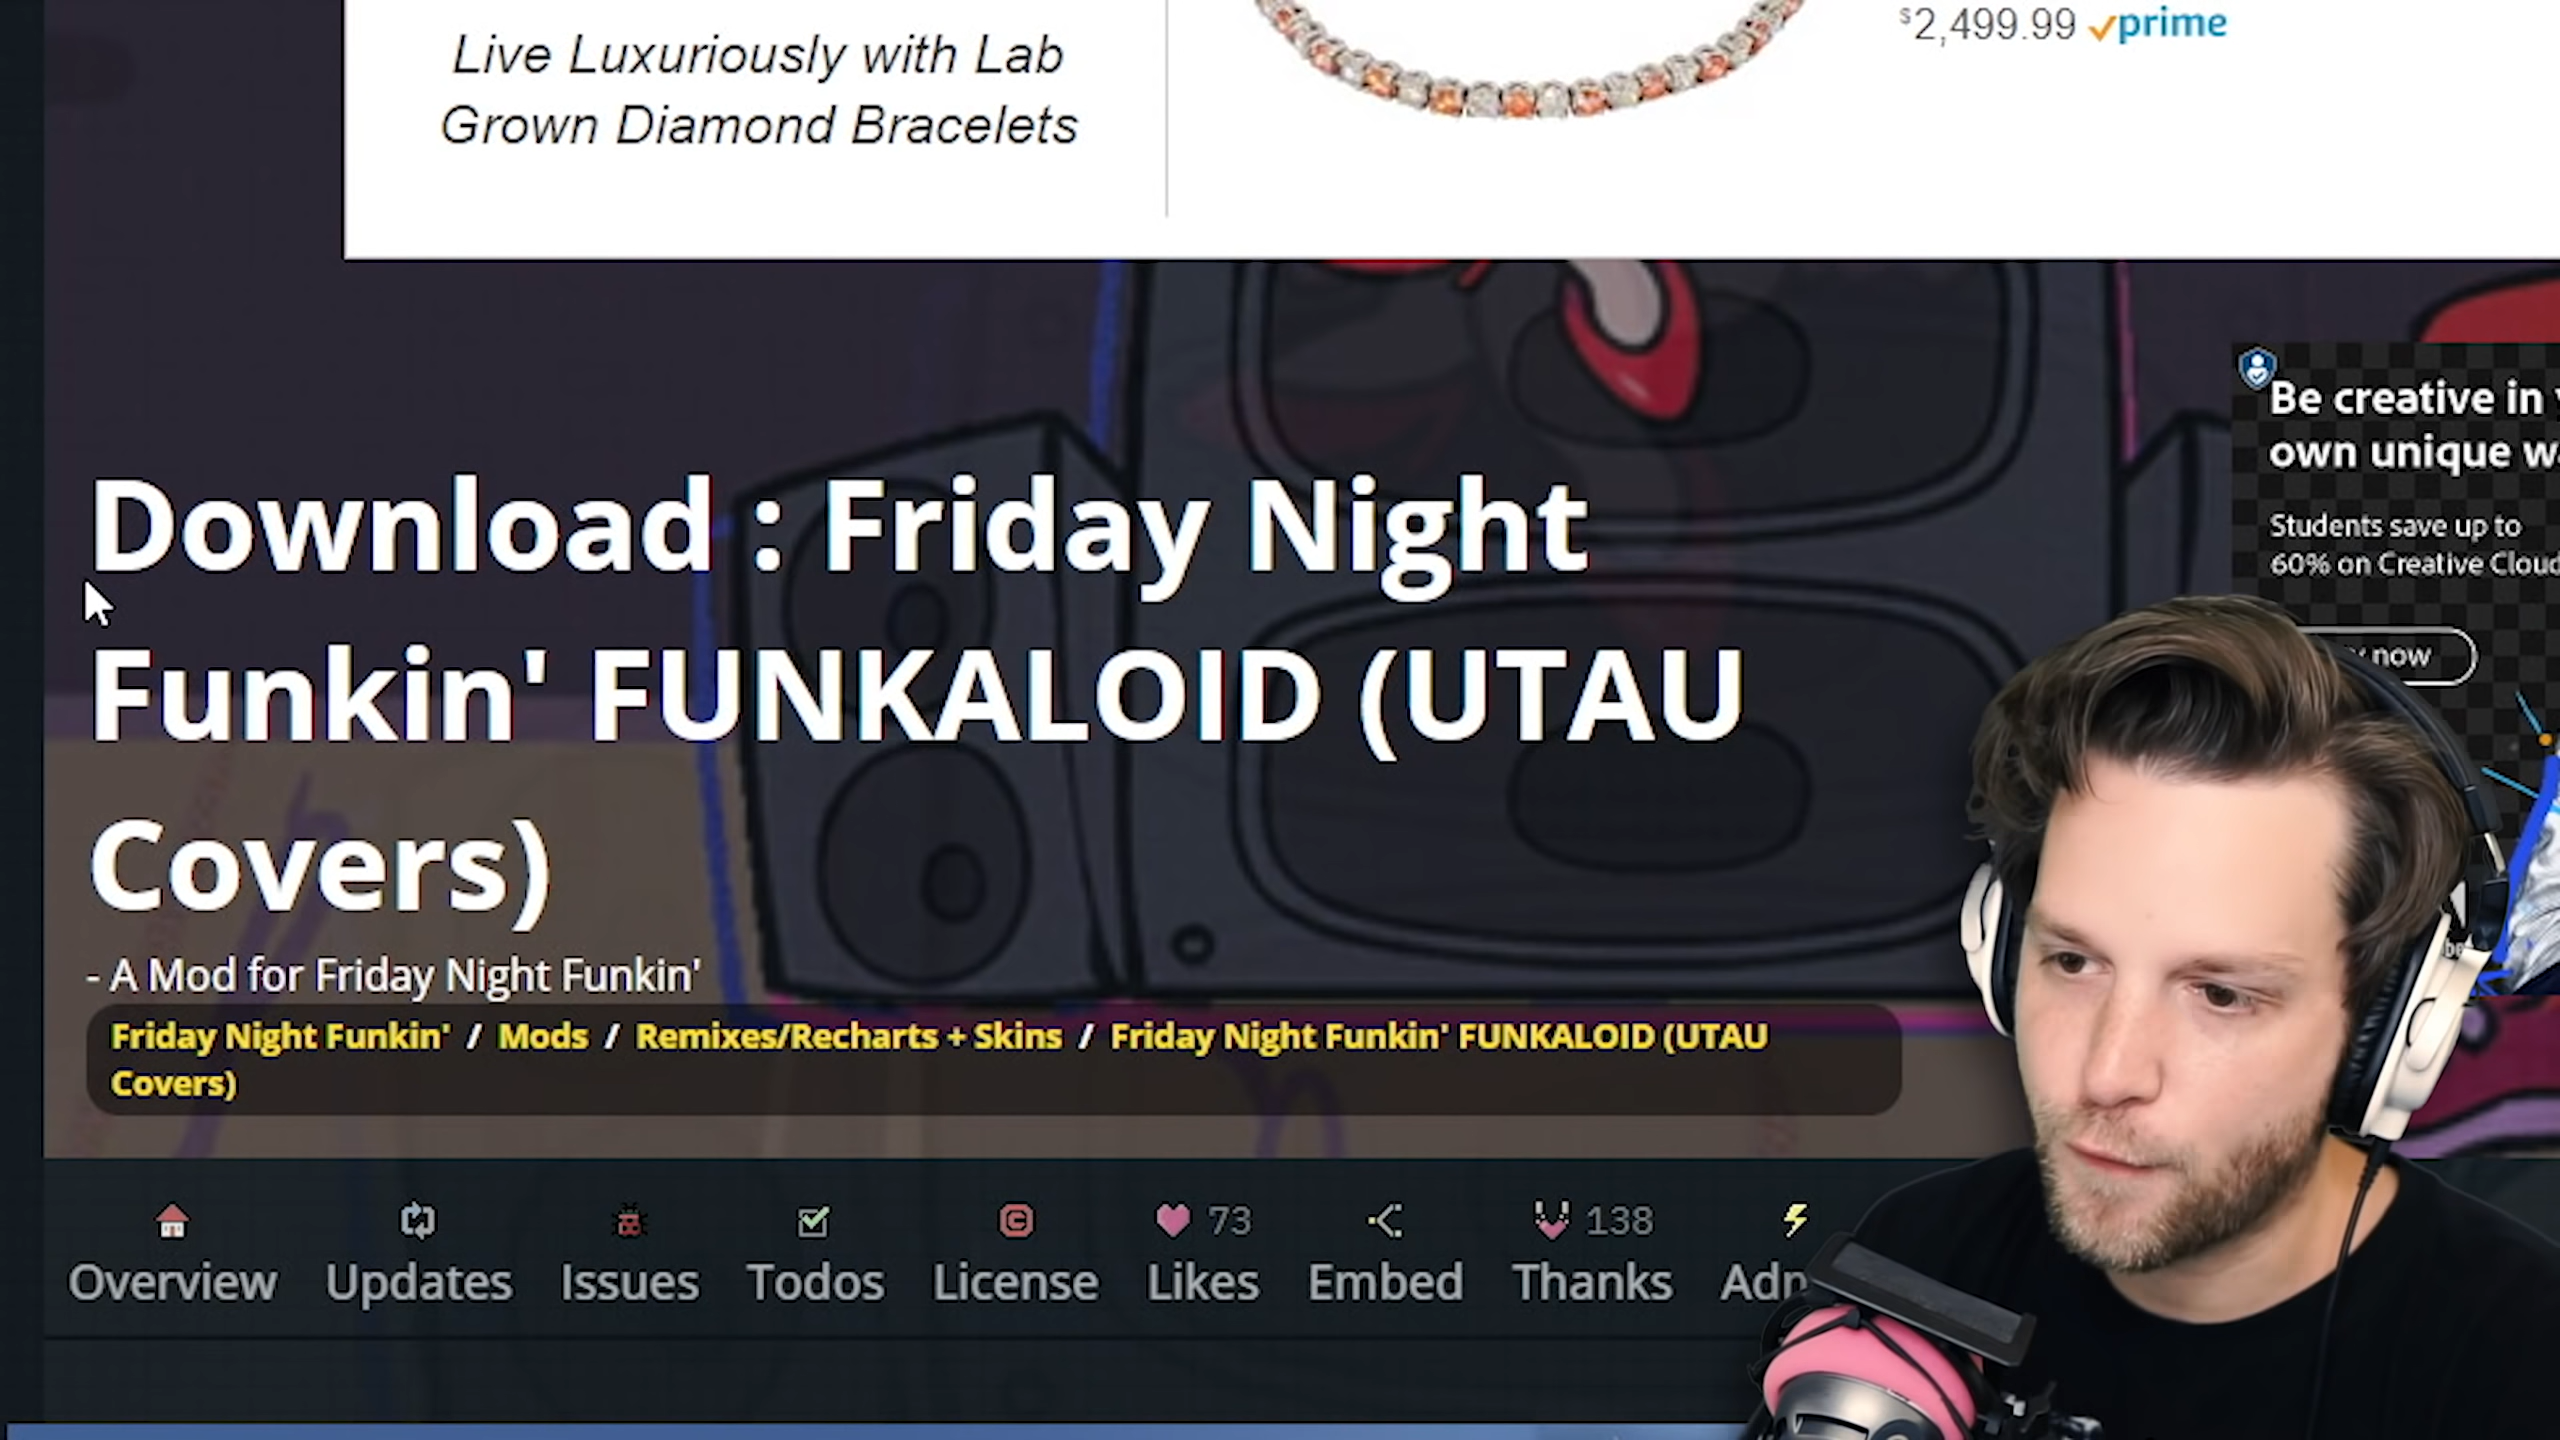 Live Luxuriously with Lab
Grown Diamond Bracelets
$2,499.99 prime
Be creative in
own unique
Students save up to
60% on Creative Cloud
now
Download : Friday Night
Funkin' FUNKALOID (UTAU
Covers)
- A Mod for Friday Night Funkin'
Friday Night Funkin' / Mods / Remixes/Recharts + Skins / Friday Night Funkin' FUNKALOID (UTAU
Covers)
73 138
Overview Updates Issues Todos License Likes Embed Thanks